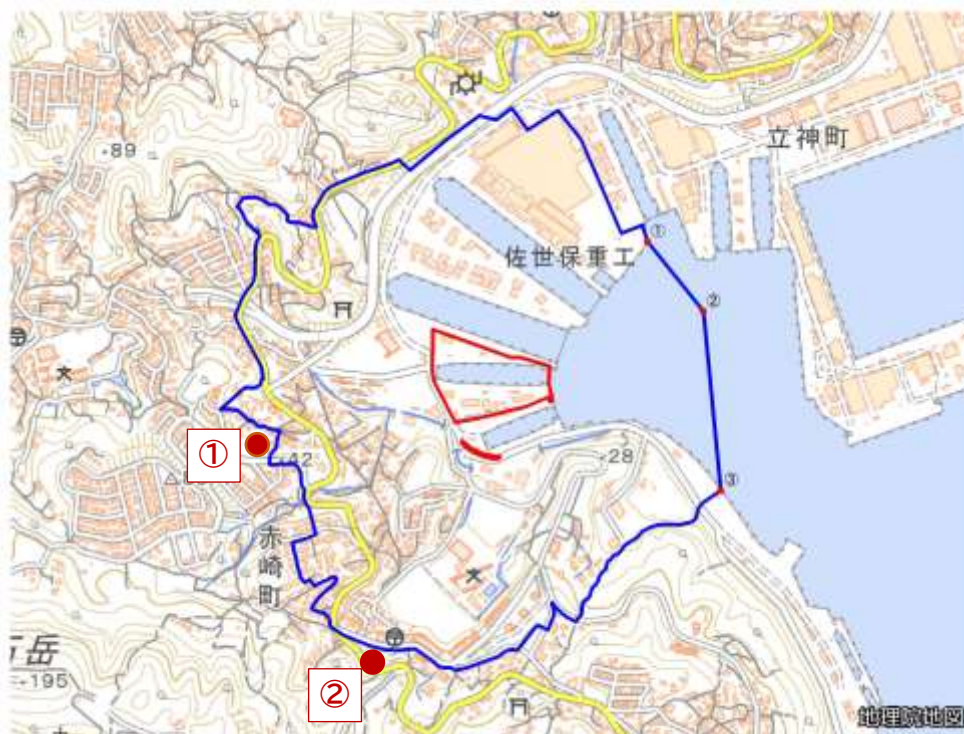 ・89
立神町
①
佐世保重工
②
①
・42
・28
③
赤崎町
岳
・195
②
地理院地図